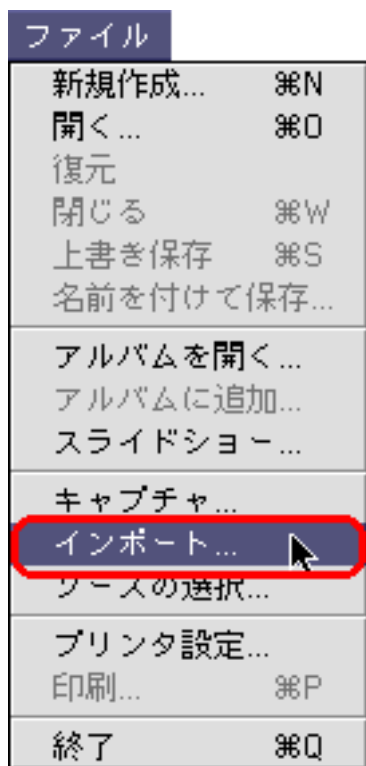 ファイル
新規作成... ⌘N
開く... ⌘O
復元
閉じる ⌘W
上書き保存 ⌘S
名前を付けて保存...
アルバムを開く...
アルバムに追加...
スライドショー...
キャプチャ...
インポート...
ソースの選択...
プリンタ設定...
印刷... ⌘P
終了 ⌘Q